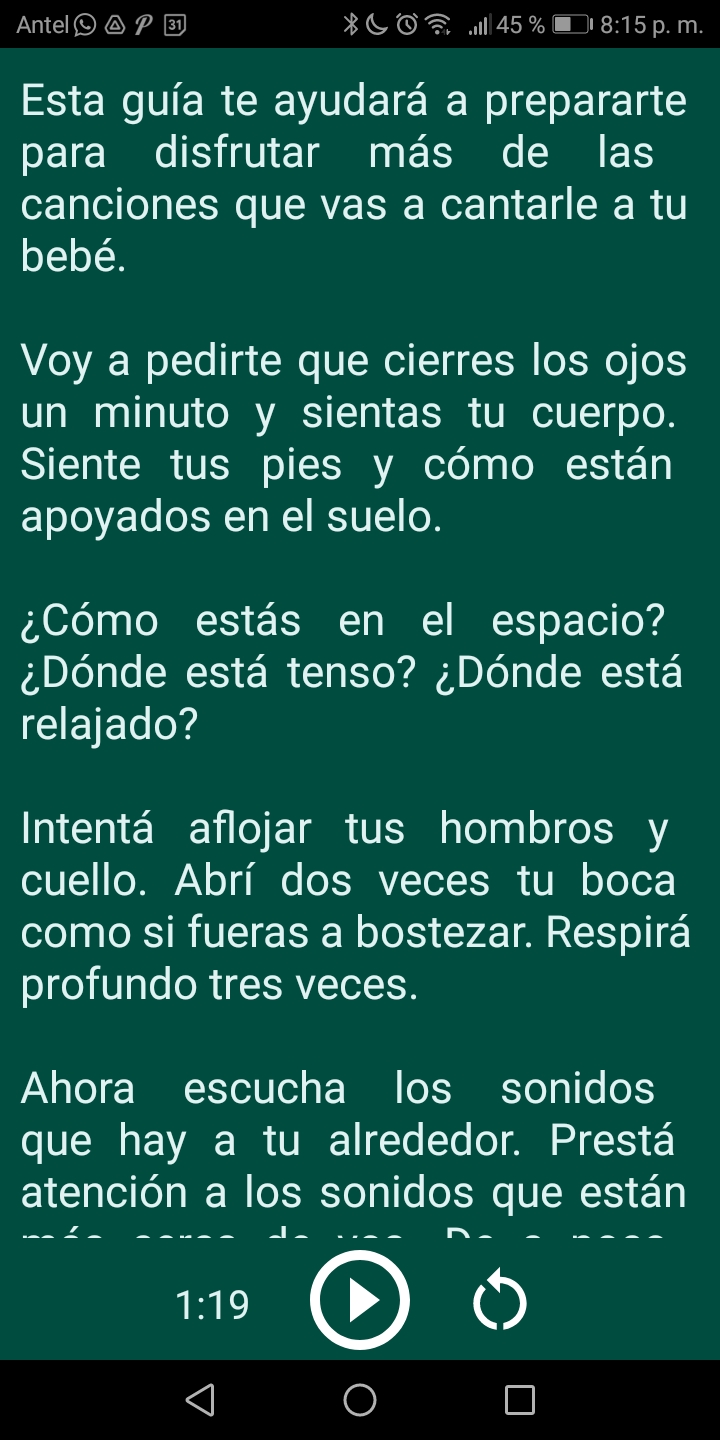 Antel 31 45 % 8:15 p. m.
Esta guía te ayudará a prepararte
para disfrutar más de las
canciones que vas a cantarle a tu
bebé.
Voy a pedirte que cierres los ojos
un minuto y sientas tu cuerpo.
Siente tus pies y cómo están
apoyados en el suelo.
¿Cómo estás en el espacio?
¿Dónde está tenso? ¿Dónde está
relajado?
Intentá aflojar tus hombros y
cuello. Abrí dos veces tu boca
como si fueras a bostezar. Respirá
profundo tres veces.
Ahora escucha los sonidos
que hay a tu alrededor. Prestá
atención a los sonidos que están
1:19